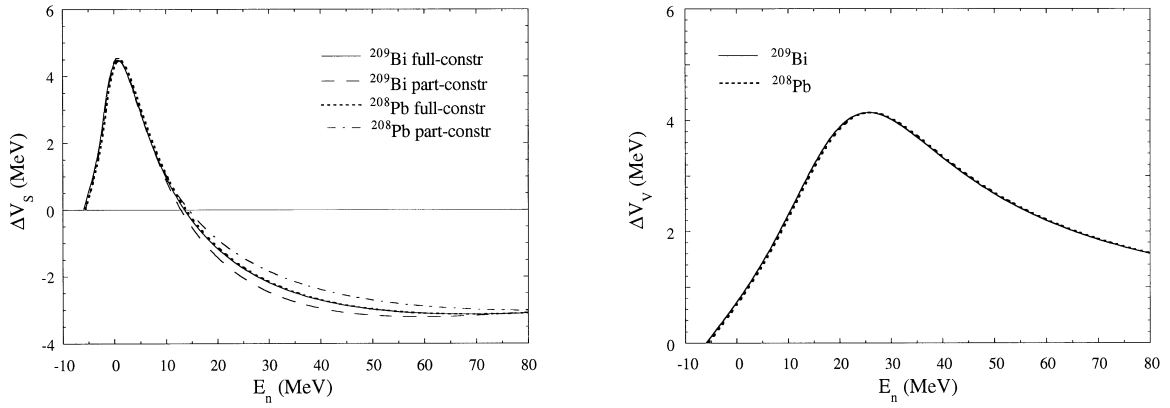 6
4
2
0
-2
-4
ΔV_S (MeV)
²⁰⁹Bi full-constr
²⁰⁹Bi part-constr
²⁰⁸Pb full-constr
²⁰⁸Pb part-constr
-10 0 10 20 30 40 50 60 70 80
E_n (MeV)
6
4
2
0
ΔV_V (MeV)
²⁰⁹Bi
²⁰⁸Pb
-10 0 10 20 30 40 50 60 70 80
E_n (MeV)